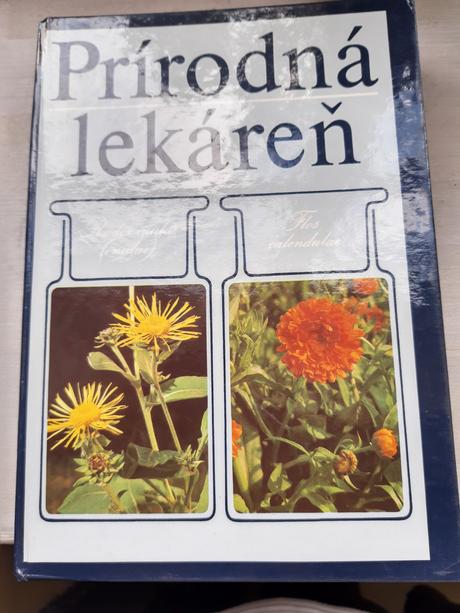 Prírodná
lekáreň
Flos
calendulae